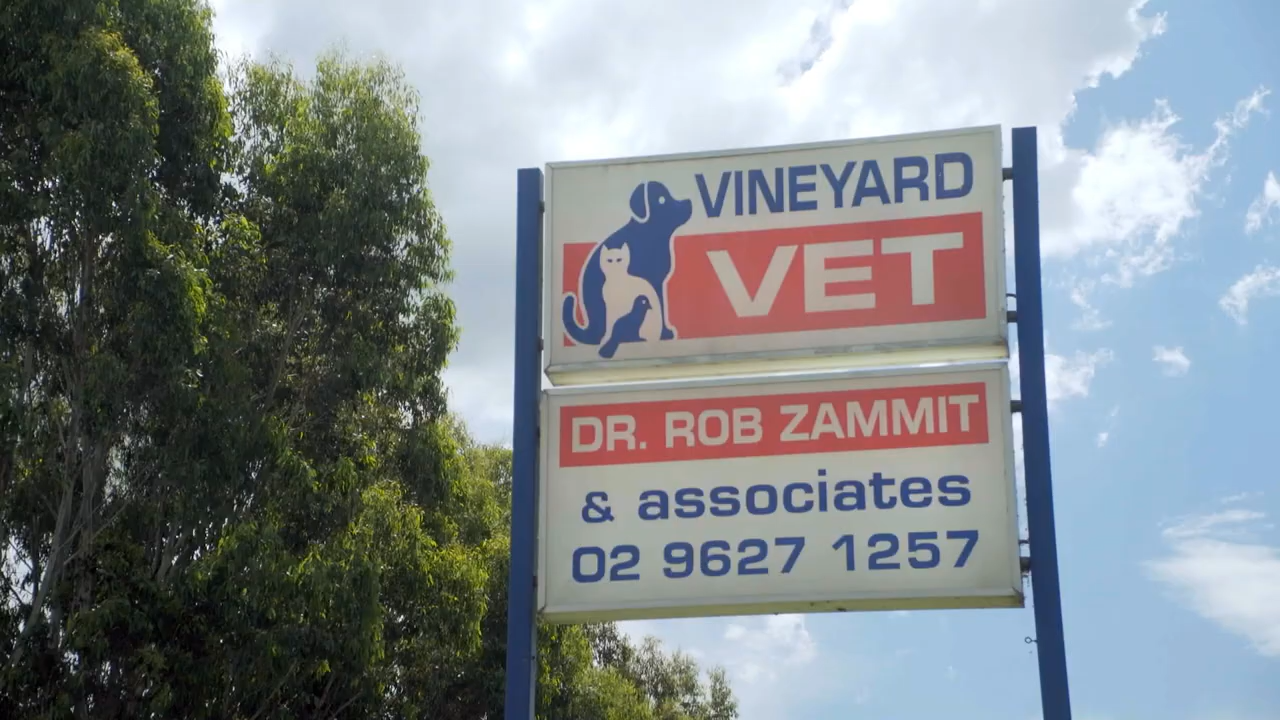 VINEYARD
VET
DR. ROB ZAMMIT
& associates
02 9627 1257